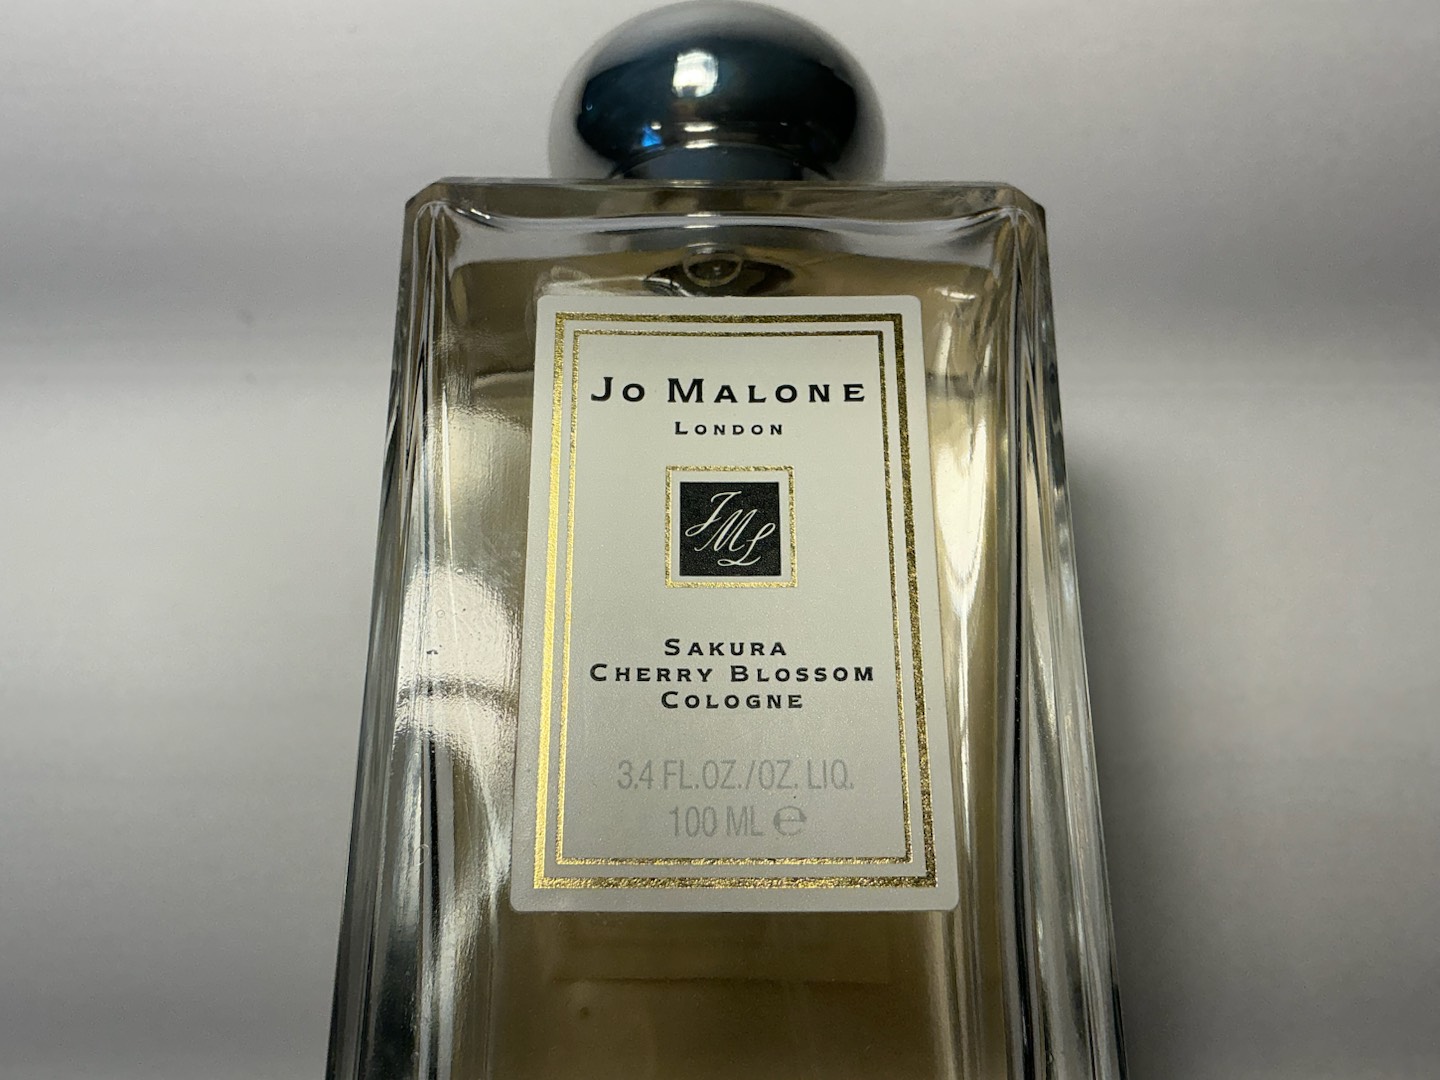 Jo Malone
London
JML
Sakura
Cherry Blossom
Cologne
3.4 FL.OZ./OZ. LIQ.
100 ML ℮